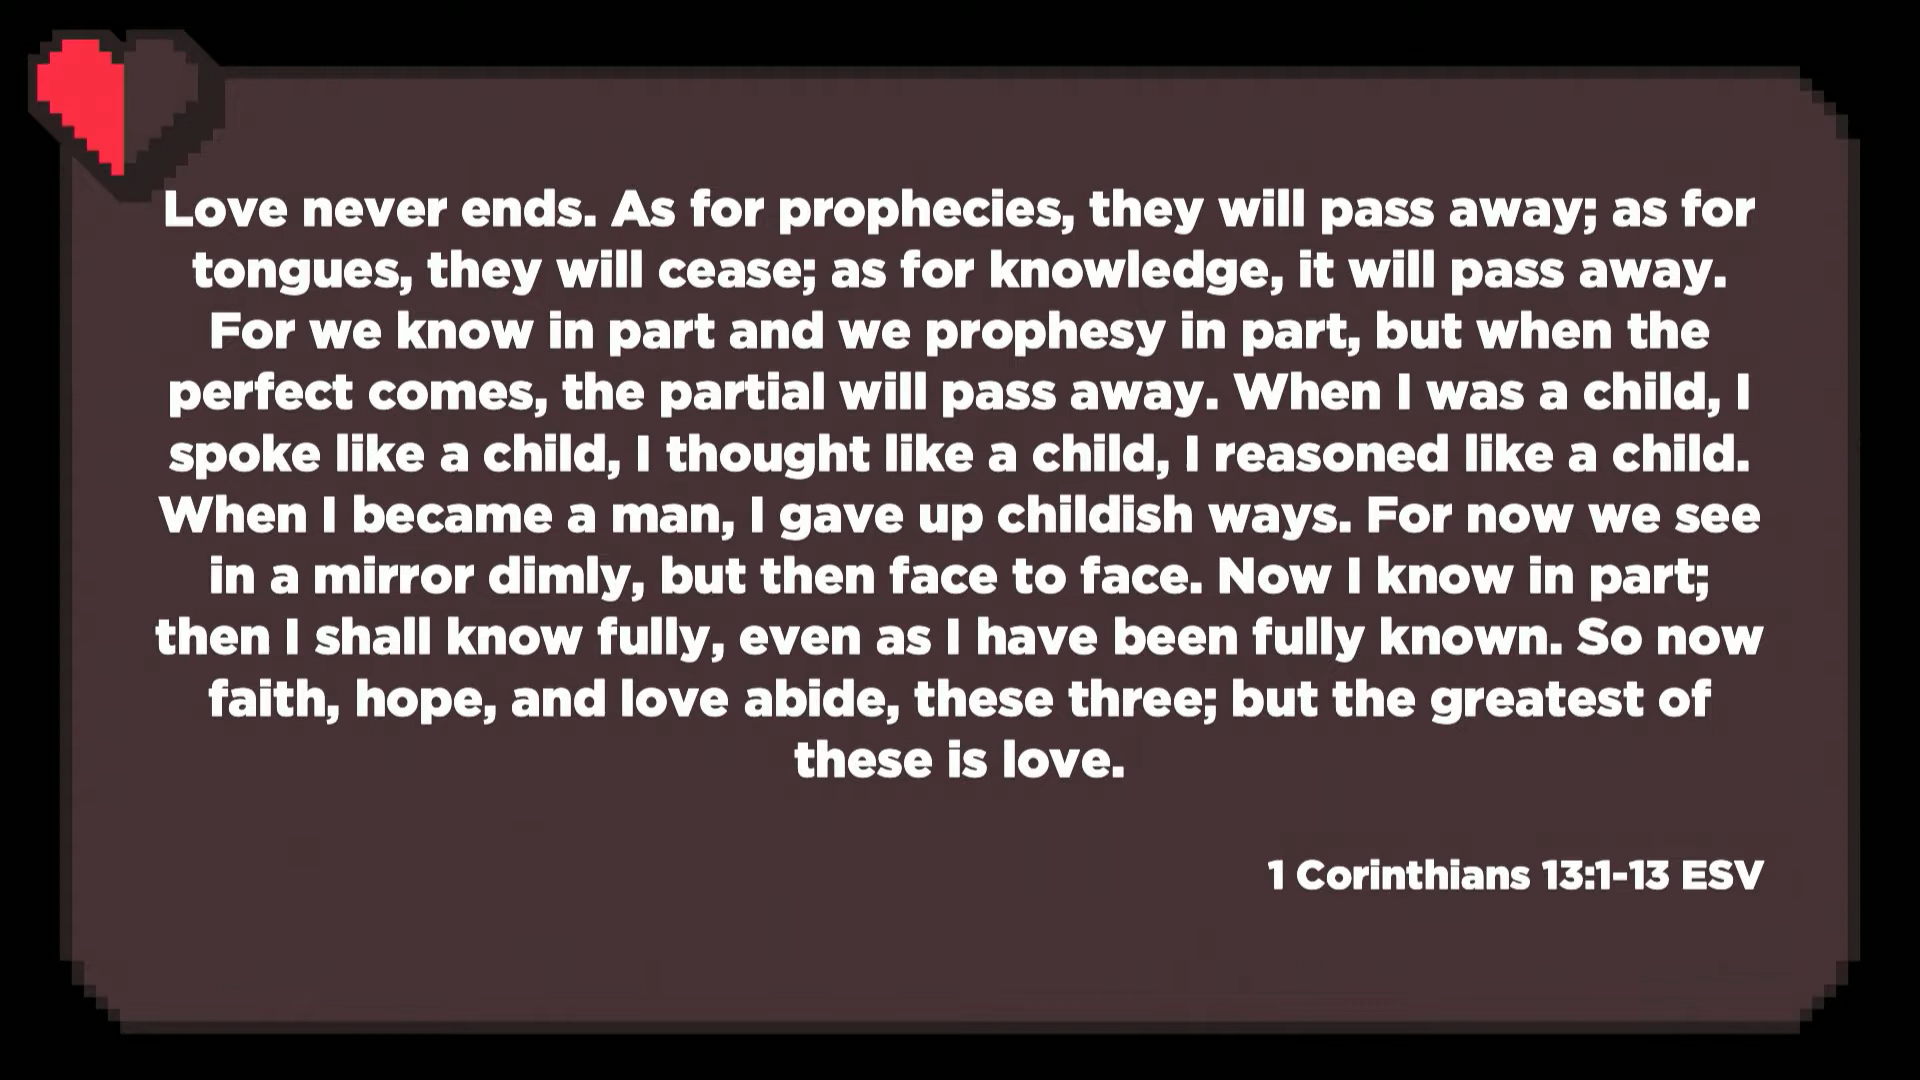 Love never ends. As for prophecies, they will pass away; as for
tongues, they will cease; as for knowledge, it will pass away.
For we know in part and we prophesy in part, but when the
perfect comes, the partial will pass away. When I was a child, I
spoke like a child, I thought like a child, I reasoned like a child.
When I became a man, I gave up childish ways. For now we see
in a mirror dimly, but then face to face. Now I know in part;
then I shall know fully, even as I have been fully known. So now
faith, hope, and love abide, these three; but the greatest of
these is love.
1 Corinthians 13:1-13 ESV